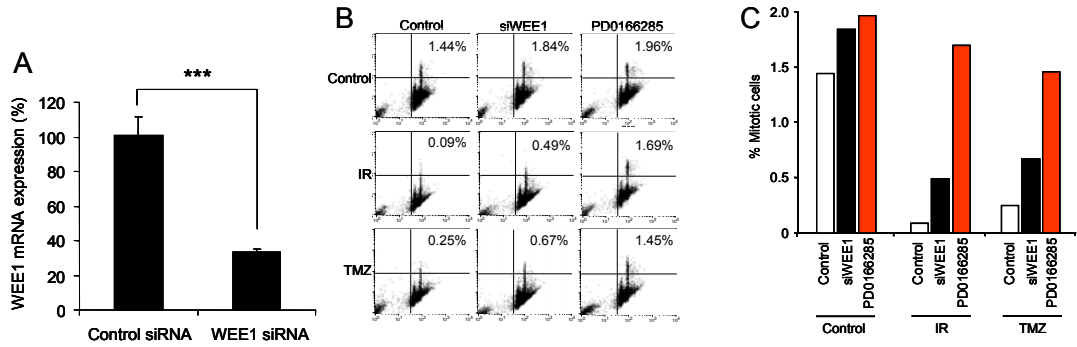 A
WEE1 mRNA expression (%)
120
100
80
60
40
20
0
***
Control siRNA
WEE1 siRNA
B
Control
siWEE1
PD0166285
Control
1.44%
1.84%
1.96%
IR
0.09%
0.49%
1.69%
TMZ
0.25%
0.67%
1.45%
C
% Mitotic cells
2.0
1.5
1.0
0.5
0
Control
siWEE1
PD0166285
Control
siWEE1
PD0166285
Control
siWEE1
PD0166285
Control
IR
TMZ